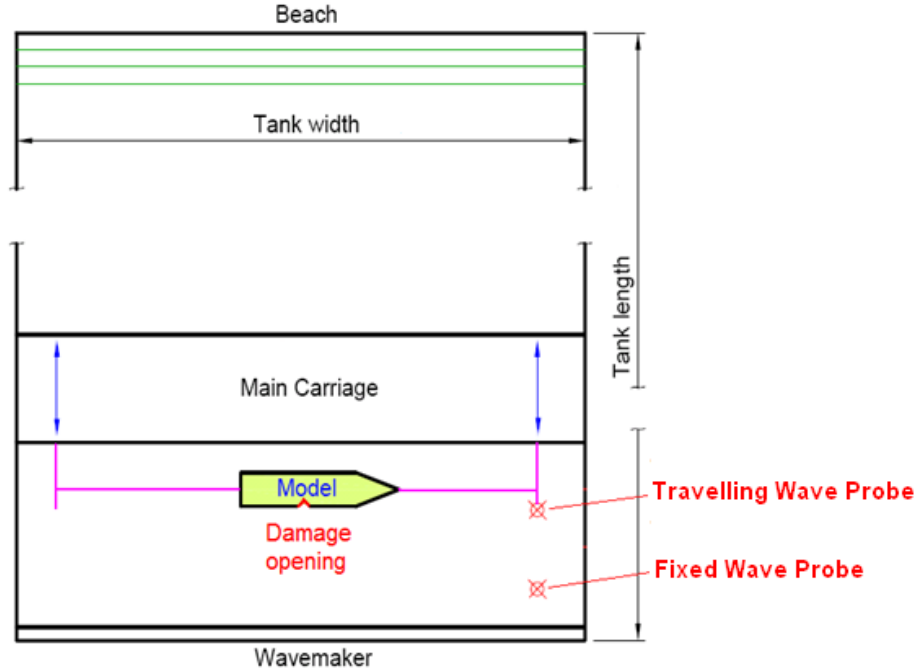 Beach
Tank width
Tank length
Main Carriage
Model
Travelling Wave Probe
Damage
opening
Fixed Wave Probe
Wavemaker